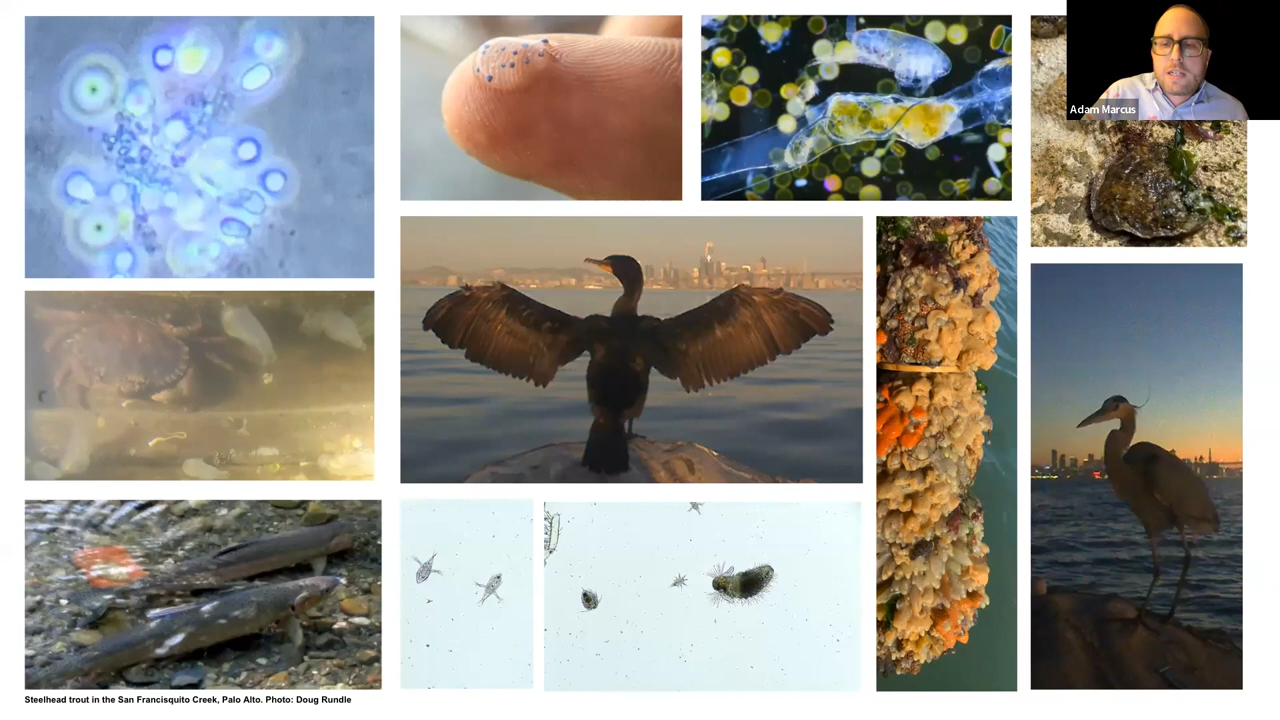 Adam Marcus
Steelhead trout in the San Francisquito Creek, Palo Alto. Photo: Doug Rundle